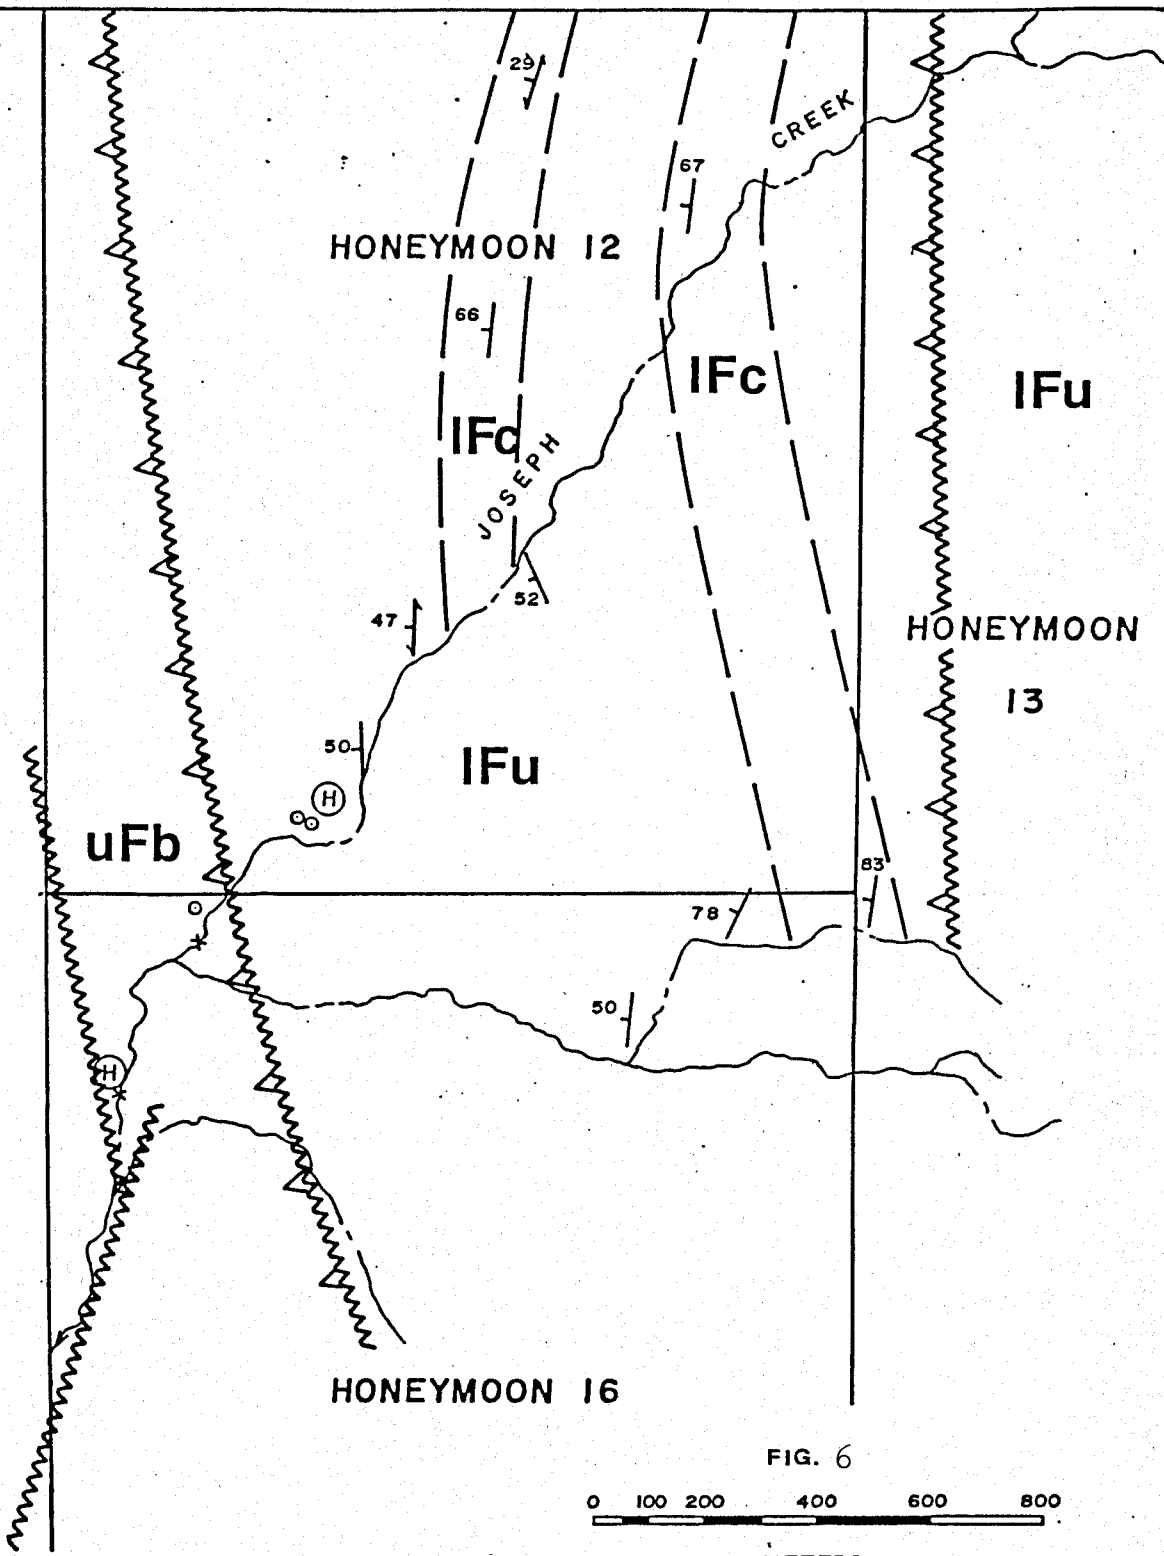 29
CREEK
67
HONEYMOON 12
66
IFc
IFu
IFc
JOSEPH
52
47
HONEYMOON
13
50
IFu
H
uFb
83
78
50
H
HONEYMOON 16
FIG. 6
0 100 200 400 600 800